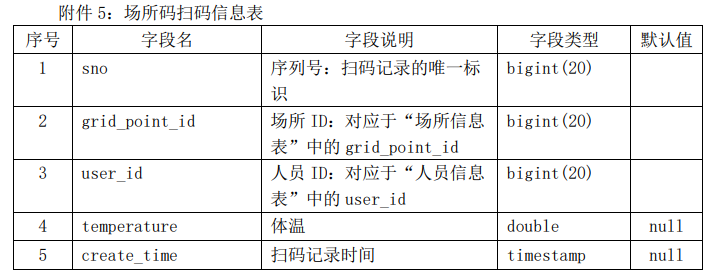 附件 5：场所码扫码信息表
序号 字段名 字段说明 字段类型 默认值
1 sno 序列号：扫码记录的唯一标识 bigint(20)
2 grid_point_id 场所 ID：对应于“场所信息表”中的 grid_point_id bigint(20)
3 user_id 人员 ID：对应于“人员信息表”中的 user_id bigint(20)
4 temperature 体温 double null
5 create_time 扫码记录时间 timestamp null